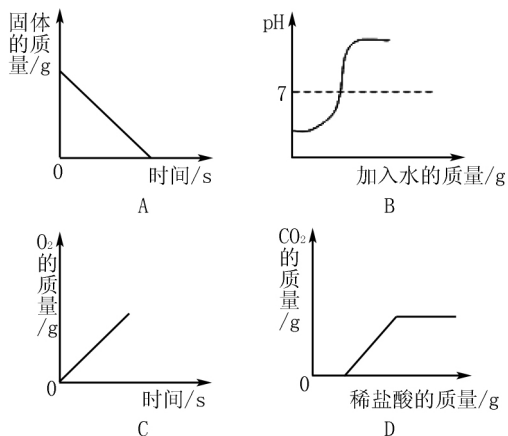 固体
的质
量/g
0
时间/s
A
pH
7
加入水的质量/g
B
O₂
的
质
量
/g
0
时间/s
C
CO₂
的
质
量
/g
0
稀盐酸的质量/g
D